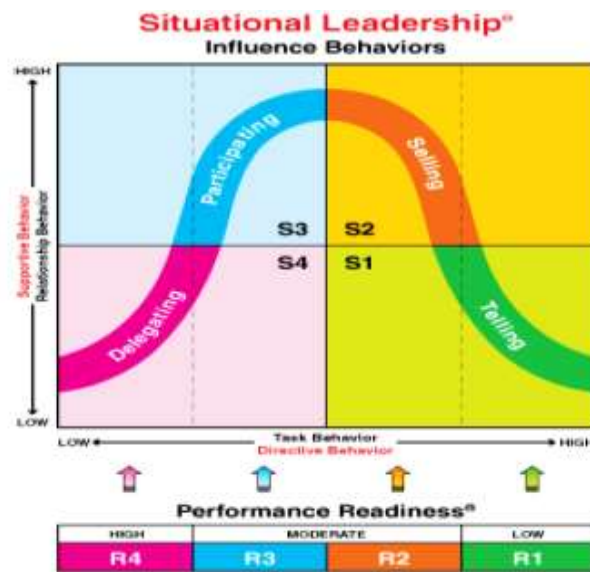 Situational Leadership®
Influence Behaviors
HIGH
Supportive Behavior
Relationship Behavior
LOW
Participating
Selling
S3 S2
S4 S1
Delegating
Telling
LOW Task Behavior HIGH
Directive Behavior
Performance Readiness®
HIGH MODERATE LOW
R4 R3 R2 R1